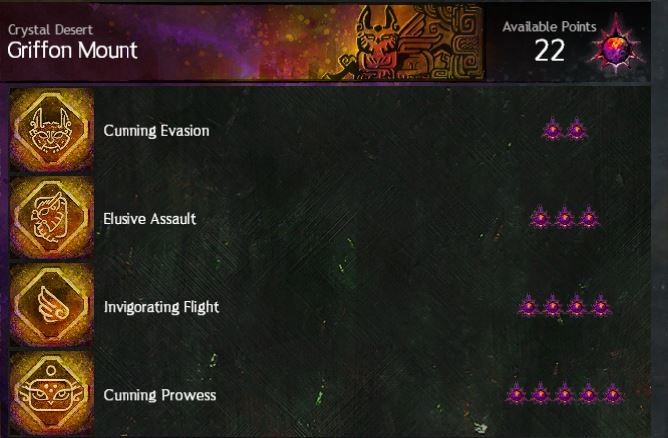 Crystal Desert
Griffon Mount
Available Points
22
Cunning Evasion
Elusive Assault
Invigorating Flight
Cunning Prowess